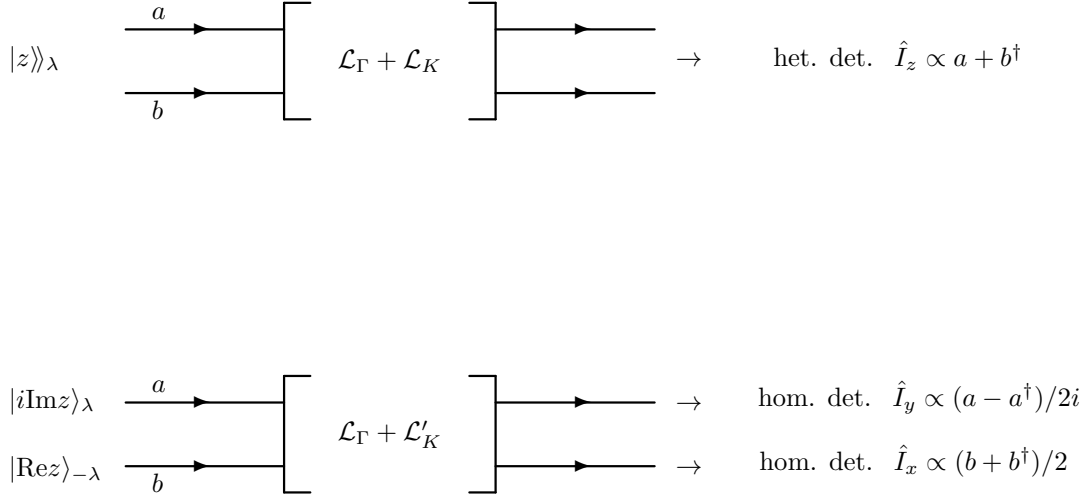 a
|z⟩⟩_λ   ℒ_Γ + ℒ_K   →   het. det.   Î_z ∝ a + b†
b
a
|iImz⟩_λ   →   hom. det.   Î_y ∝ (a − a†)/2i
ℒ_Γ + ℒ′_K
|Rez⟩_{−λ}   →   hom. det.   Î_x ∝ (b + b†)/2
b